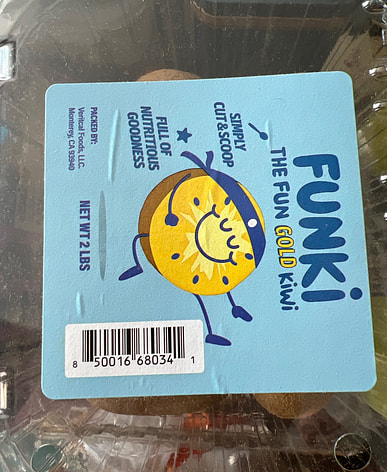 FUNKi
THE FUN GOLD KiWi
SIMPLY
CUT & SCOOP
FULL OF
NUTRITIOUS
GOODNESS
PACKED BY:
Veritcal Foods, LLC.
Monterey, CA 93940
NET WT 2 LBS
8 50016 68034 1